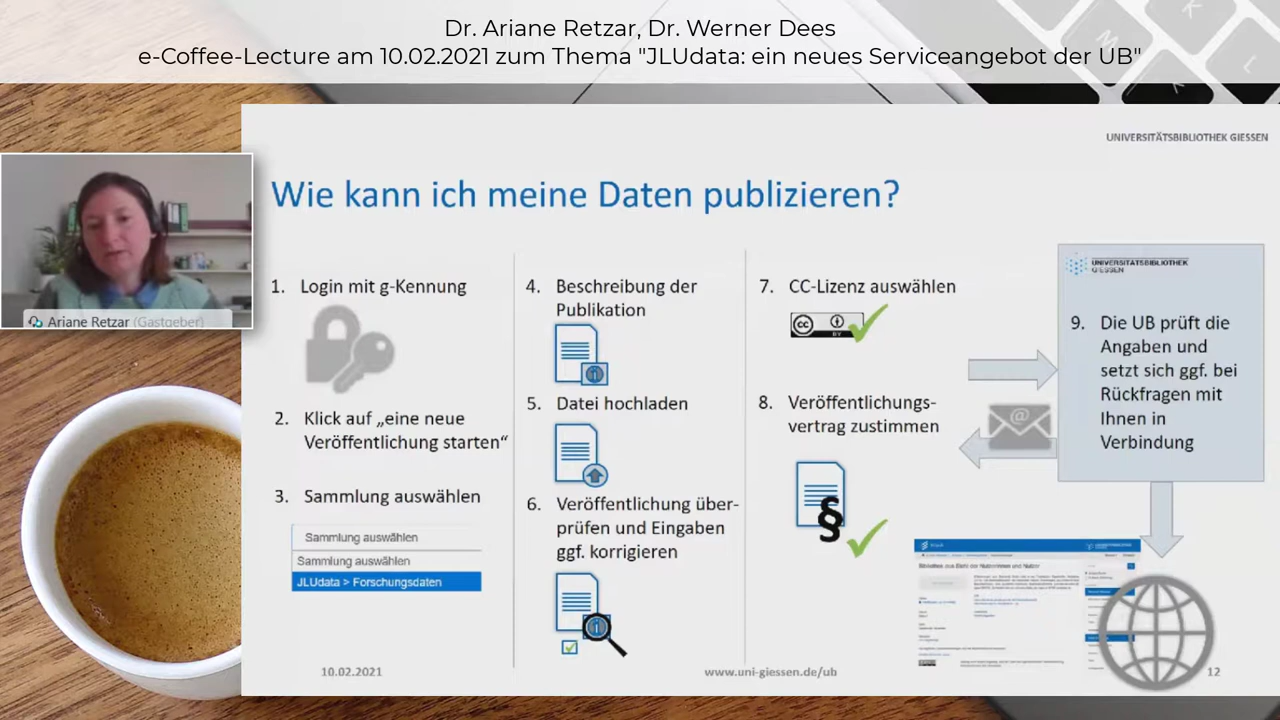 Dr. Ariane Retzar, Dr. Werner Dees
e-Coffee-Lecture am 10.02.2021 zum Thema "JLUdata: ein neues Serviceangebot der UB"
UNIVERSITÄTSBIBLIOTHEK GIESSEN
Wie kann ich meine Daten publizieren?
Ariane Retzar (Gastgeber)
1. Login mit g-Kennung
2. Klick auf „eine neue
Veröffentlichung starten“
3. Sammlung auswählen
Sammlung auswählen
Sammlung auswählen
JLUdata > Forschungsdaten
4. Beschreibung der
Publikation
5. Datei hochladen
6. Veröffentlichung über-
prüfen und Eingaben
ggf. korrigieren
7. CC-Lizenz auswählen
cc
BY
8. Veröffentlichungs-
vertrag zustimmen
§
@
UNIVERSITÄTSBIBLIOTHEK
GIESSEN
9. Die UB prüft die
Angaben und
setzt sich ggf. bei
Rückfragen mit
Ihnen in
Verbindung
10.02.2021
www.uni-giessen.de/ub
12